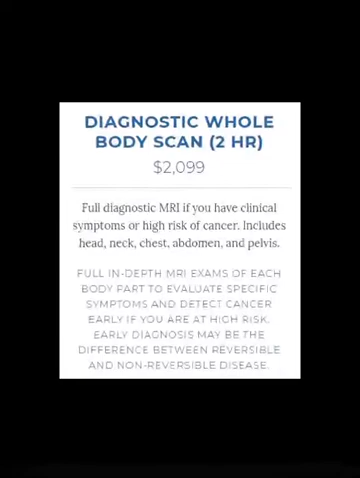 DIAGNOSTIC WHOLE
BODY SCAN (2 HR)
$2,099
Full diagnostic MRI if you have clinical
symptoms or high risk of cancer. Includes
head, neck, chest, abdomen, and pelvis.
FULL IN-DEPTH MRI EXAMS OF EACH
BODY PART TO EVALUATE SPECIFIC
SYMPTOMS AND DETECT CANCER
EARLY IF YOU ARE AT HIGH RISK.
EARLY DIAGNOSIS MAY BE THE
DIFFERENCE BETWEEN REVERSIBLE
AND NON-REVERSIBLE DISEASE.